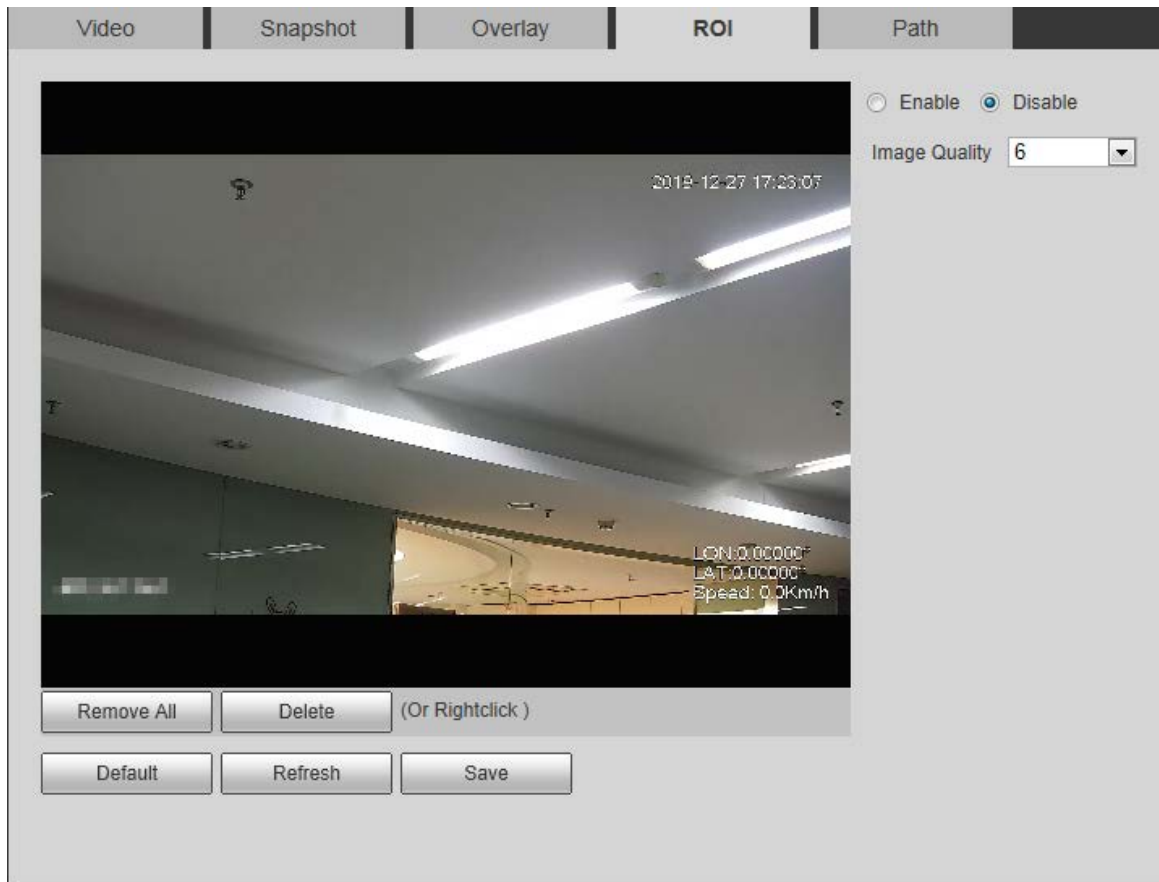 Video Snapshot Overlay ROI Path
Enable Disable
Image Quality 6
2019-12-27 17:23:07
LON:0.00000°
LAT:0.00000°
Speed: 0.0Km/h
Remove All Delete (Or Rightclick )
Default Refresh Save